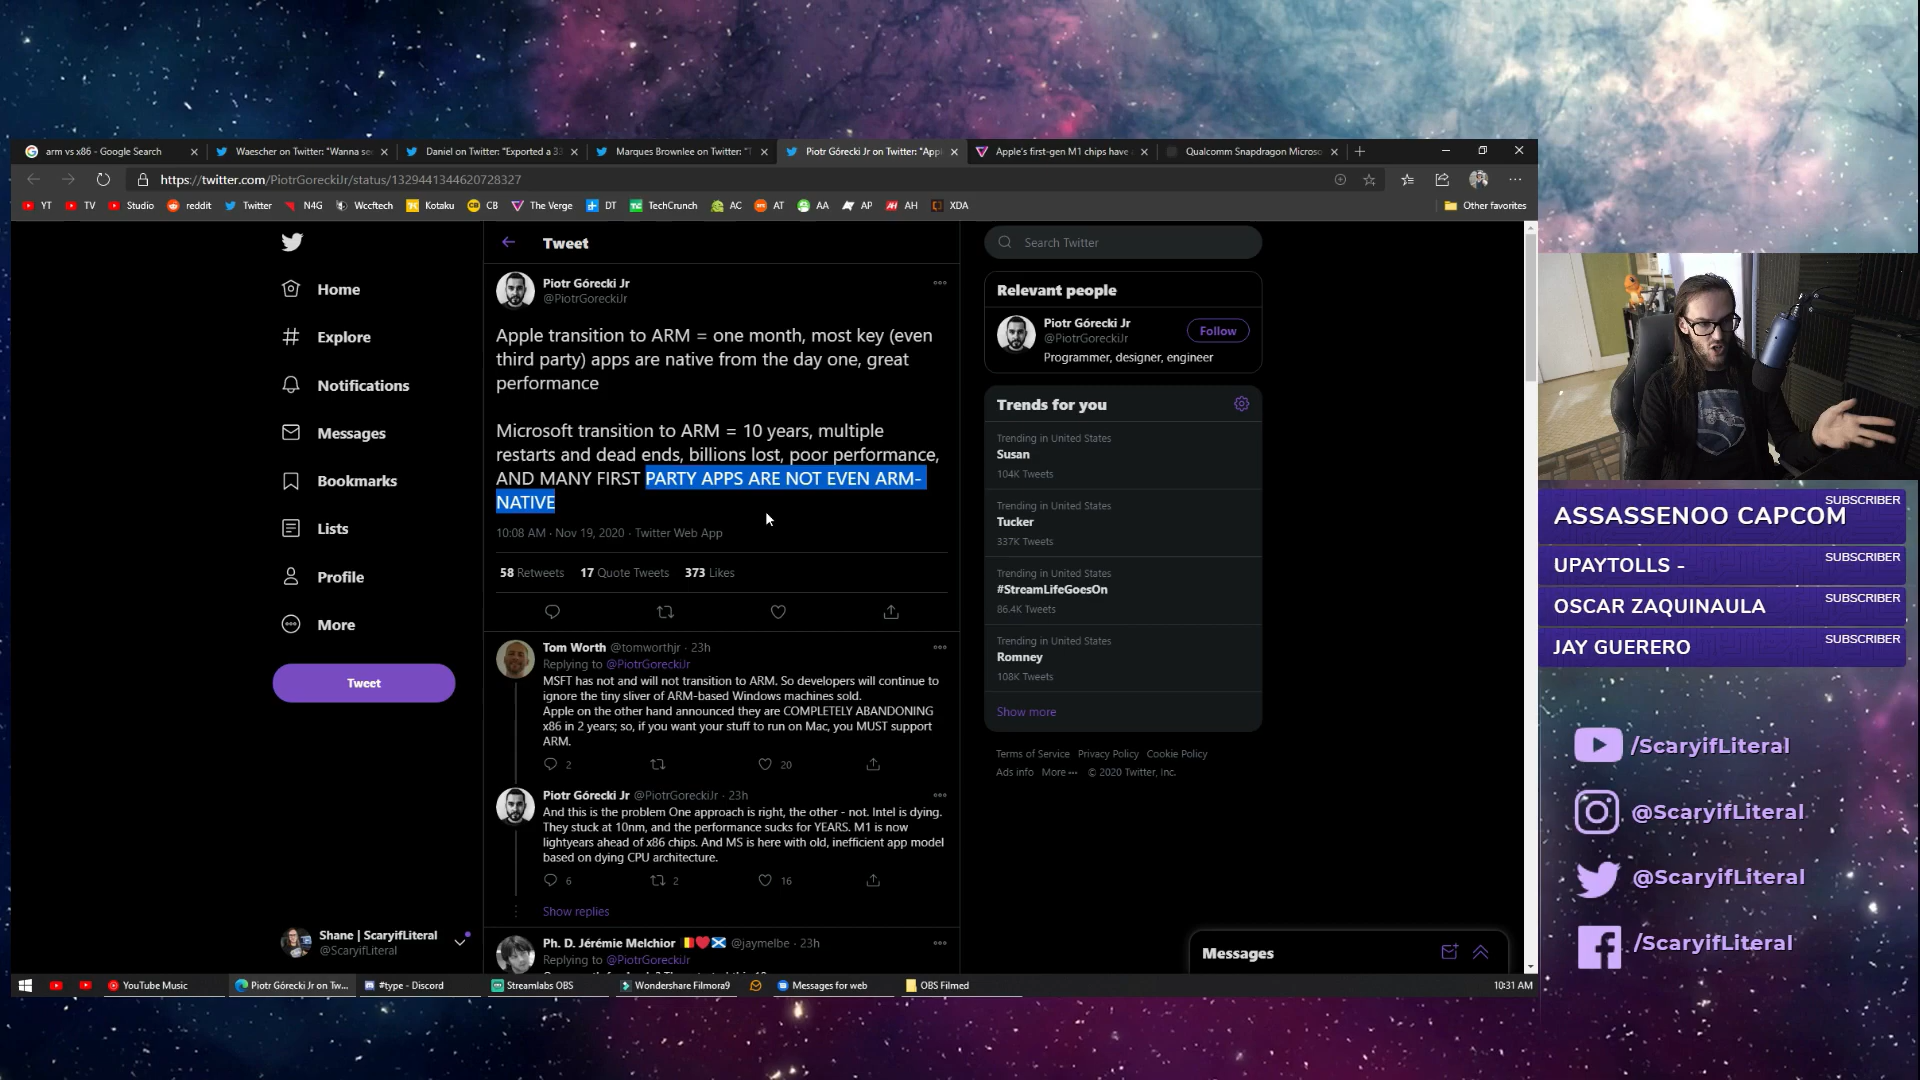 arm vs x86 - Google Search
Waescher on Twitter: "Wanna se
Daniel on Twitter: "Exported a 33
Marques Brownlee on Twitter: "T
Piotr Górecki Jr on Twitter: "Appl
Apple's first-gen M1 chips have
Qualcomm Snapdragon Microso
https://twitter.com/PiotrGoreckiJr/status/1329441344620728327
YT
TV
Studio
reddit
Twitter
N4G
Wccftech
Kotaku
CB
The Verge
DT
TechCrunch
AC
AT
AA
AP
AH
XDA
Other favorites
Home
Explore
Notifications
Messages
Bookmarks
Lists
Profile
More
Tweet
Shane | ScaryifLiteral
@ScaryifLiteral
Tweet
Piotr Górecki Jr
@PiotrGoreckiJr
Apple transition to ARM = one month, most key (even
third party) apps are native from the day one, great
performance
Microsoft transition to ARM = 10 years, multiple
restarts and dead ends, billions lost, poor performance,
AND MANY FIRST PARTY APPS ARE NOT EVEN ARM-
NATIVE
10:08 AM · Nov 19, 2020 · Twitter Web App
58 Retweets 17 Quote Tweets 373 Likes
Tom Worth @tomworthjr · 23h
Replying to @PiotrGoreckiJr
MSFT has not and will not transition to ARM. So developers will continue to
ignore the tiny sliver of ARM-based Windows machines sold.
Apple on the other hand announced they are COMPLETELY ABANDONING
x86 in 2 years; so, if you want your stuff to run on Mac, you MUST support
ARM.
2 20
Piotr Górecki Jr @PiotrGoreckiJr · 23h
And this is the problem One approach is right, the other - not. Intel is dying.
They stuck at 10nm, and the performance sucks for YEARS. M1 is now
lightyears ahead of x86 chips. And MS is here with old, inefficient app model
based on dying CPU architecture.
6 2 16
Show replies
Ph. D. Jérémie Melchior @jaymelbe · 23h
Replying to @PiotrGoreckiJr
Search Twitter
Relevant people
Piotr Górecki Jr
@PiotrGoreckiJr
Follow
Programmer, designer, engineer
Trends for you
Trending in United States
Susan
104K Tweets
Trending in United States
Tucker
337K Tweets
Trending in United States
#StreamLifeGoesOn
86.4K Tweets
Trending in United States
Romney
108K Tweets
Show more
Terms of Service Privacy Policy Cookie Policy
Ads info More ··· © 2020 Twitter, Inc.
Messages
YouTube Music
Piotr Górecki Jr on Tw...
#type - Discord
Streamlabs OBS
Wondershare Filmora9
Messages for web
OBS Filmed
10:31 AM
SUBSCRIBER
ASSASSENOO CAPCOM
SUBSCRIBER
UPAYTOLLS -
SUBSCRIBER
OSCAR ZAQUINAULA
SUBSCRIBER
JAY GUERERO
/ScaryifLiteral
@ScaryifLiteral
@ScaryifLiteral
/ScaryifLiteral